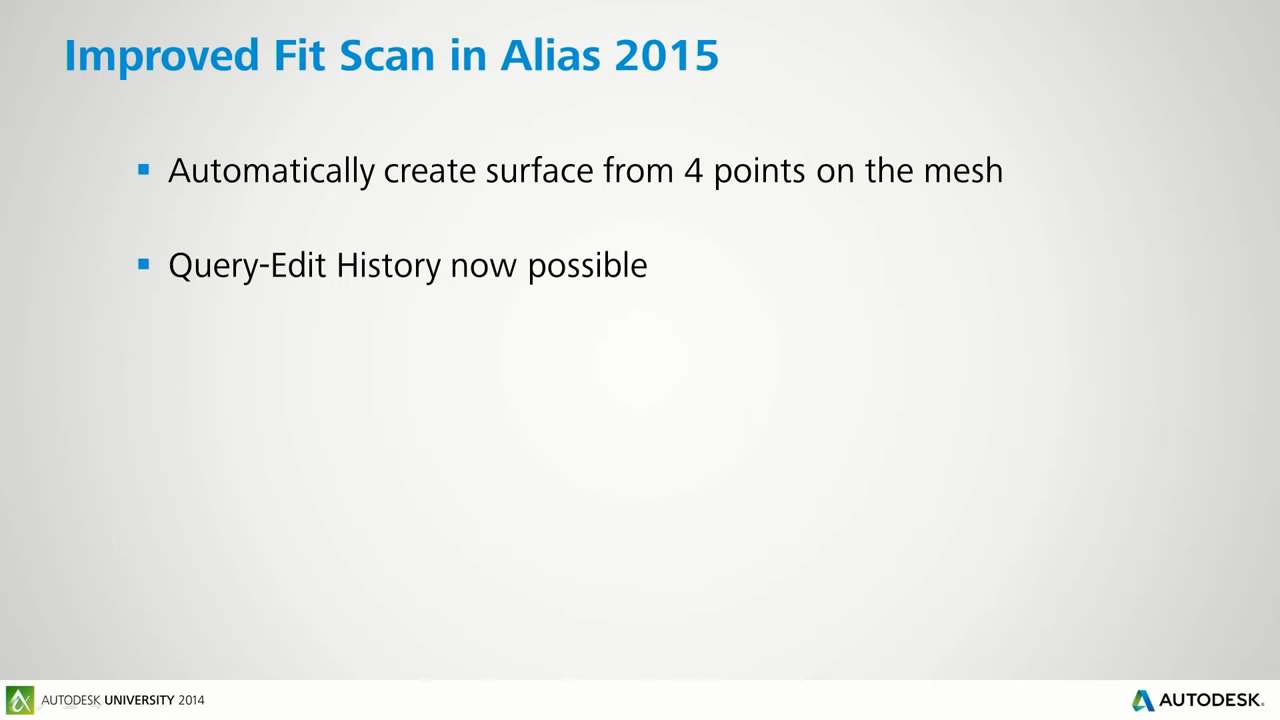 Improved Fit Scan in Alias 2015
Automatically create surface from 4 points on the mesh
Query-Edit History now possible
AUTODESK UNIVERSITY 2014
AUTODESK®